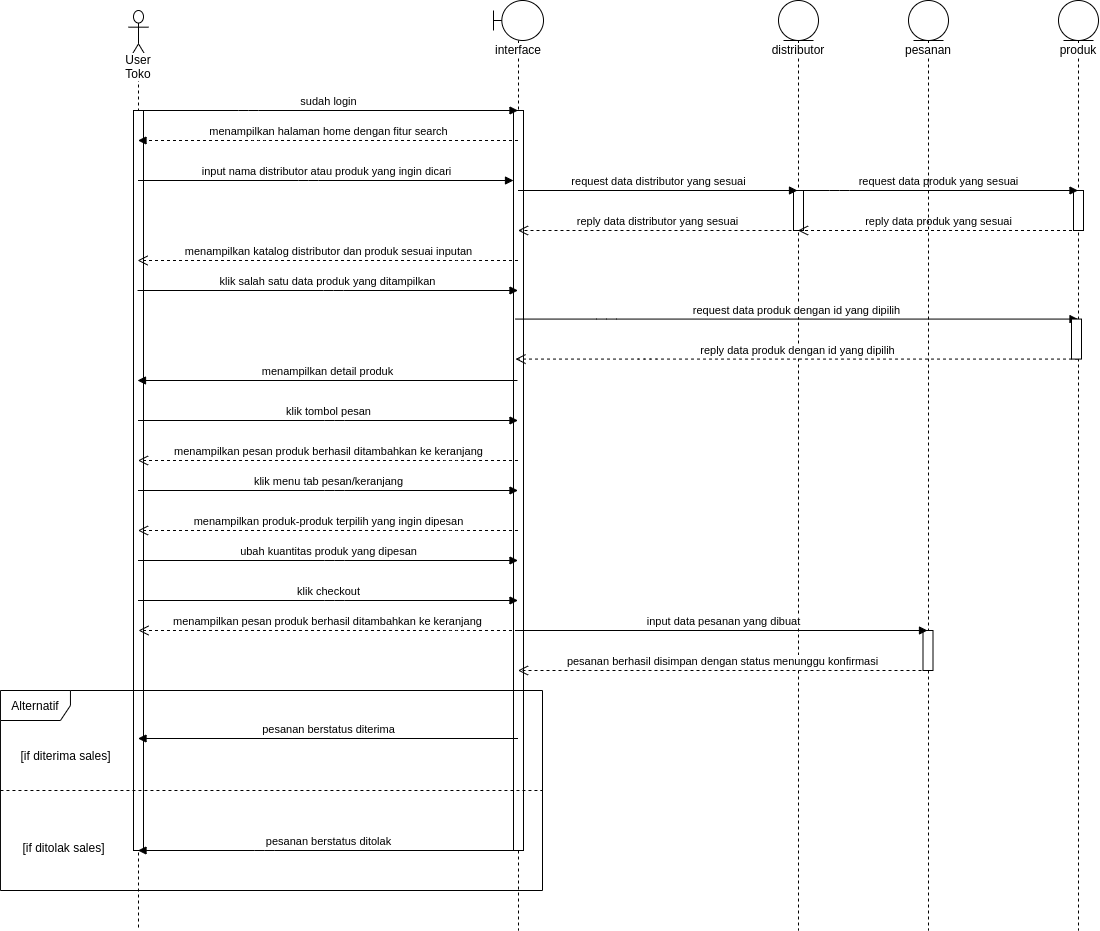 User
Toko
interface
distributor
pesanan
produk
sudah login
menampilkan halaman home dengan fitur search
input nama distributor atau produk yang ingin dicari
request data distributor yang sesuai
request data produk yang sesuai
reply data distributor yang sesuai
reply data produk yang sesuai
menampilkan katalog distributor dan produk sesuai inputan
klik salah satu data produk yang ditampilkan
request data produk dengan id yang dipilih
reply data produk dengan id yang dipilih
menampilkan detail produk
klik tombol pesan
menampilkan pesan produk berhasil ditambahkan ke keranjang
klik menu tab pesan/keranjang
menampilkan produk-produk terpilih yang ingin dipesan
ubah kuantitas produk yang dipesan
klik checkout
menampilkan pesan produk berhasil ditambahkan ke keranjang
input data pesanan yang dibuat
pesanan berhasil disimpan dengan status menunggu konfirmasi
Alternatif
pesanan berstatus diterima
[if diterima sales]
pesanan berstatus ditolak
[if ditolak sales]